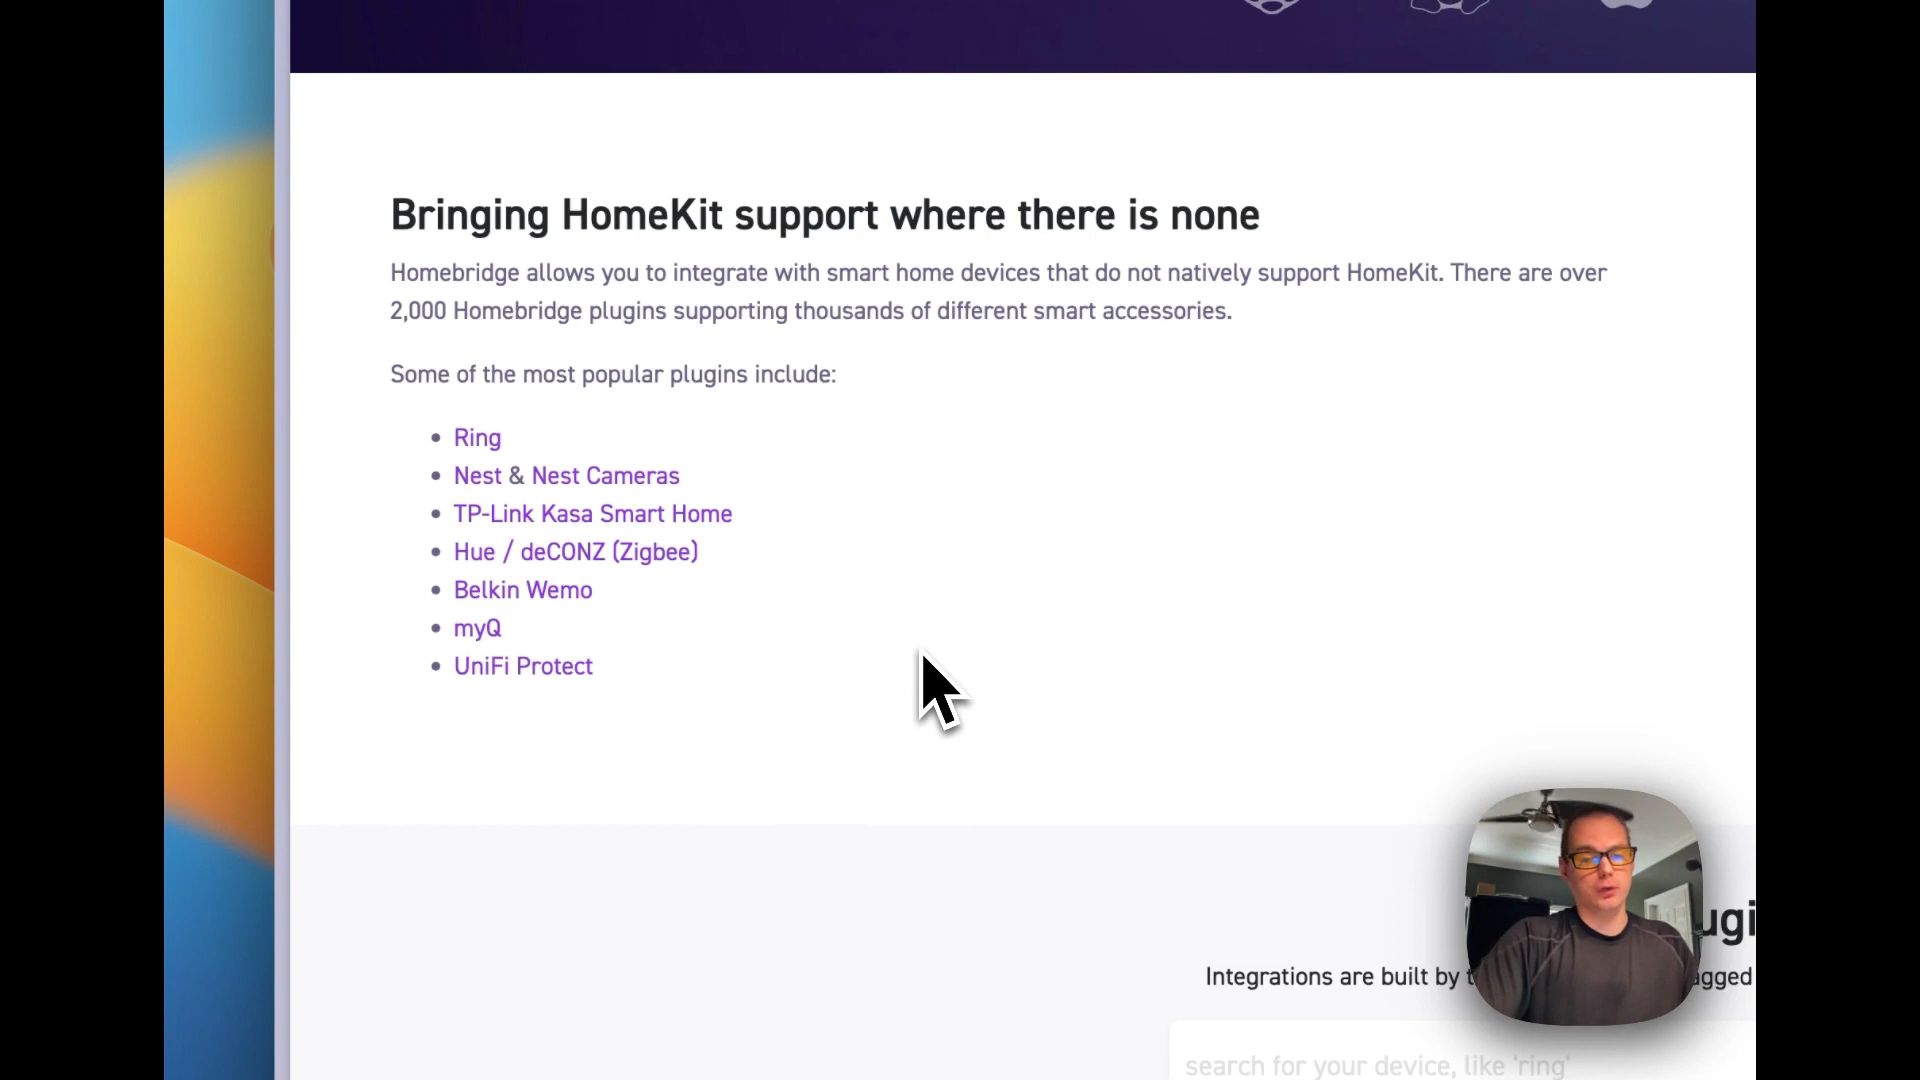 Bringing HomeKit support where there is none
Homebridge allows you to integrate with smart home devices that do not natively support HomeKit. There are over
2,000 Homebridge plugins supporting thousands of different smart accessories.
Some of the most popular plugins include:
• Ring
• Nest & Nest Cameras
• TP-Link Kasa Smart Home
• Hue / deCONZ (Zigbee)
• Belkin Wemo
• myQ
• UniFi Protect
Integrations are built by
search for your device, like 'ring'